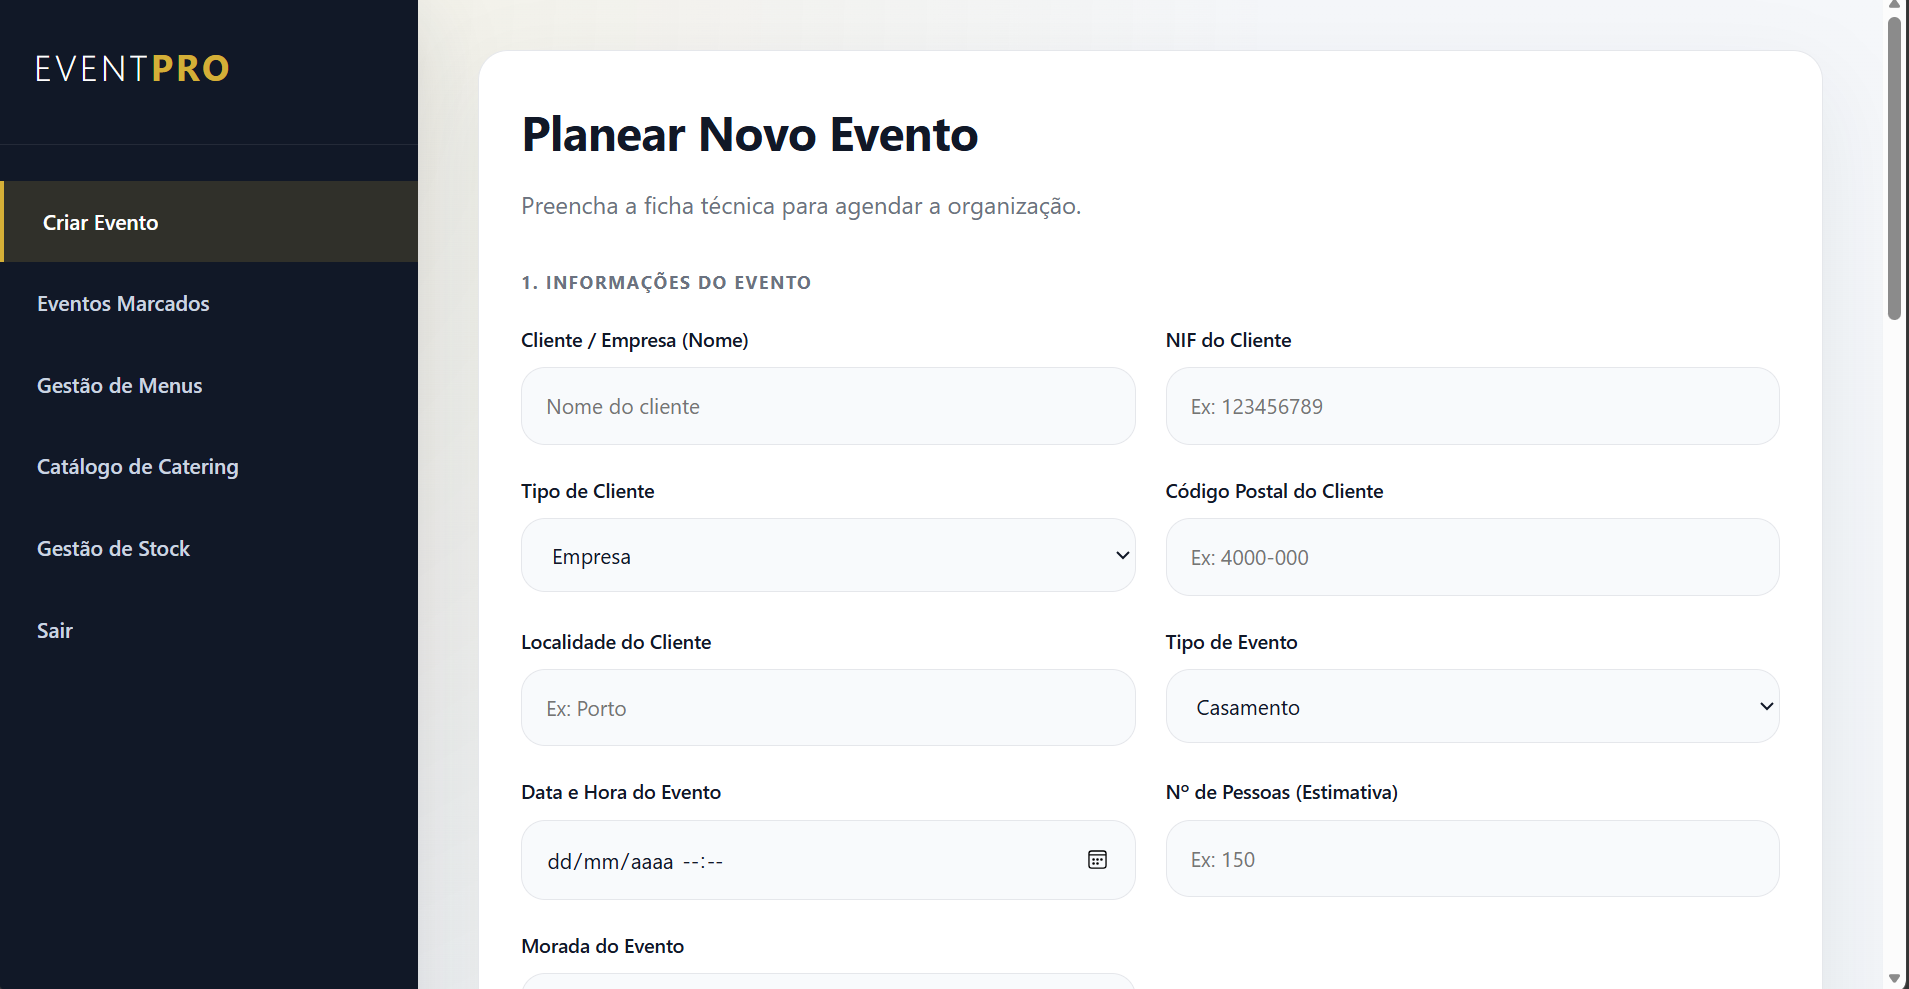 EVENTPRO
Criar Evento
Eventos Marcados
Gestão de Menus
Catálogo de Catering
Gestão de Stock
Sair
Planear Novo Evento
Preencha a ficha técnica para agendar a organização.
1. INFORMAÇÕES DO EVENTO
Cliente / Empresa (Nome)
Nome do cliente
NIF do Cliente
Ex: 123456789
Tipo de Cliente
Empresa
Código Postal do Cliente
Ex: 4000-000
Localidade do Cliente
Ex: Porto
Tipo de Evento
Casamento
Data e Hora do Evento
dd/mm/aaaa --:--
Nº de Pessoas (Estimativa)
Ex: 150
Morada do Evento